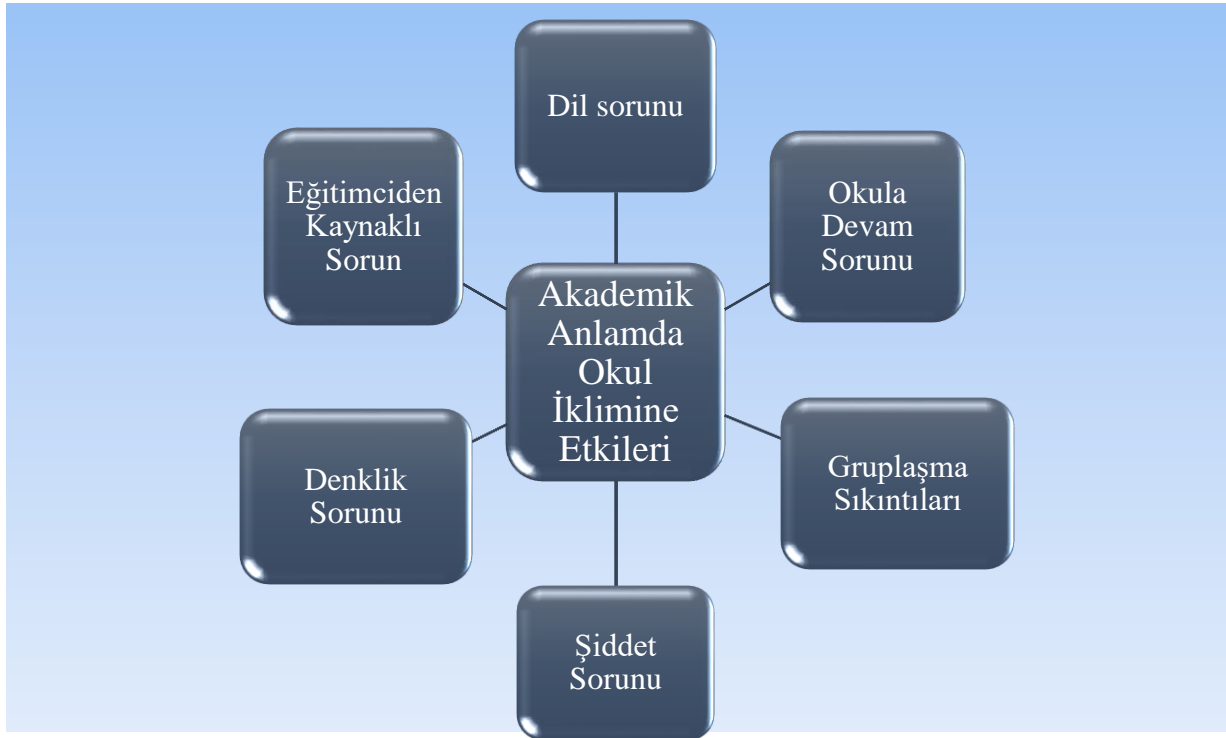 Dil sorunu
Eğitimciden
Kaynaklı
Sorun
Okula
Devam
Sorunu
Akademik
Anlamda
Okul
İklimine
Etkileri
Denklik
Sorunu
Gruplaşma
Sıkıntıları
Şiddet
Sorunu